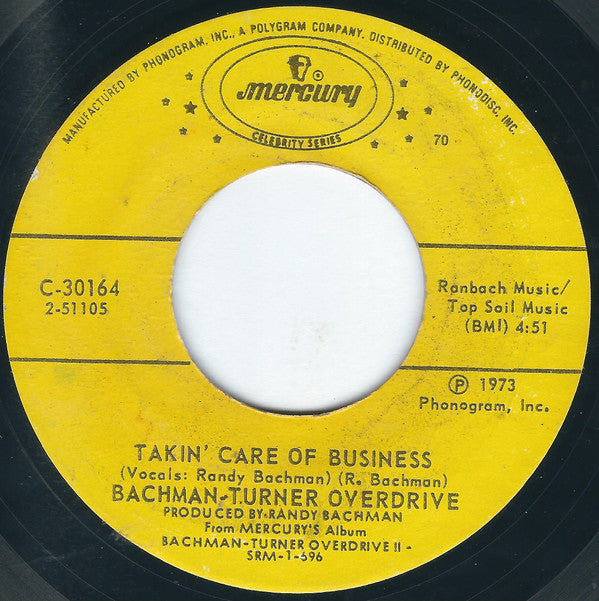 MANUFACTURED BY PHONOGRAM, INC., A POLYGRAM COMPANY. DISTRIBUTED BY PHONODISC, INC.
mercury
CELEBRITY SERIES
70
C-30164
2-51105
Ranbach Music/
Top Soil Music
(BMI) 4:51
Ⓟ 1973
Phonogram, Inc.
TAKIN' CARE OF BUSINESS
(Vocals: Randy Bachman) (R. Bachman)
BACHMAN-TURNER OVERDRIVE
PRODUCED BY: RANDY BACHMAN
From MERCURY'S Album
BACHMAN-TURNER OVERDRIVE II -
SRM-1-696